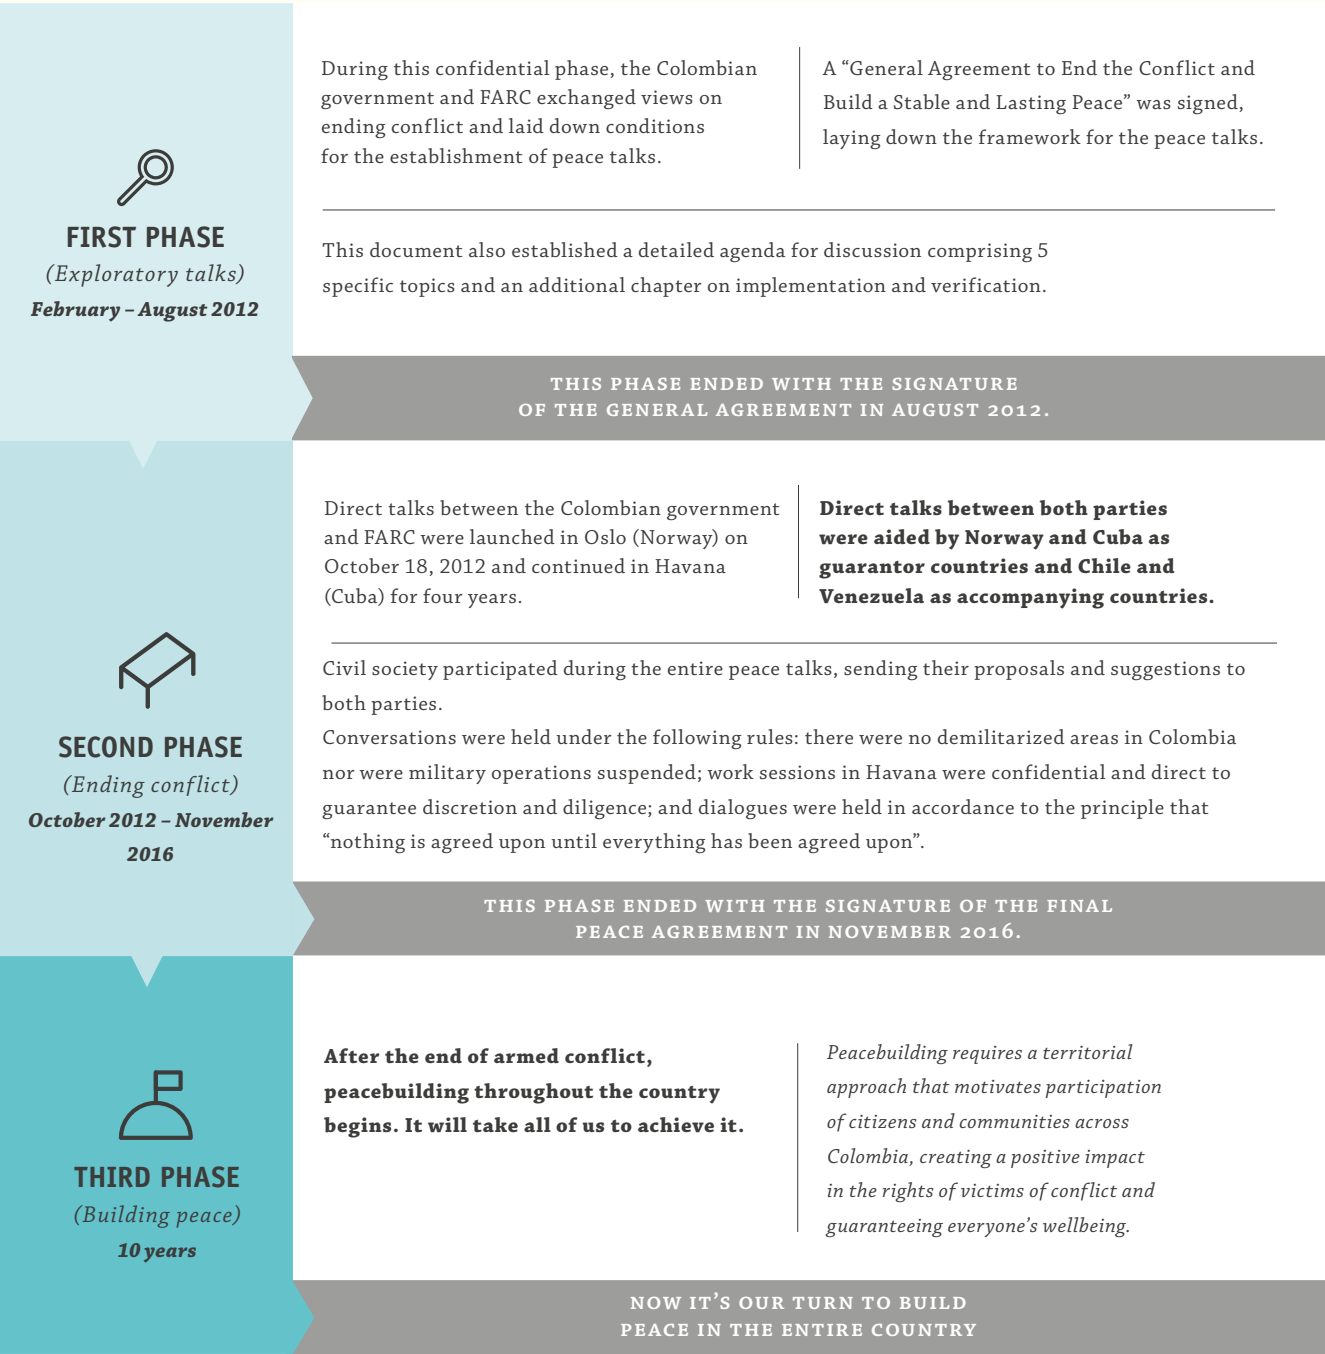 FIRST PHASE
(Exploratory talks)
February – August 2012
During this confidential phase, the Colombian
government and FARC exchanged views on
ending conflict and laid down conditions
for the establishment of peace talks.
A “General Agreement to End the Conflict and
Build a Stable and Lasting Peace” was signed,
laying down the framework for the peace talks.
This document also established a detailed agenda for discussion comprising 5
specific topics and an additional chapter on implementation and verification.
THIS PHASE ENDED WITH THE SIGNATURE
OF THE GENERAL AGREEMENT IN AUGUST 2012.
SECOND PHASE
(Ending conflict)
October 2012 – November
2016
Direct talks between the Colombian government
and FARC were launched in Oslo (Norway) on
October 18, 2012 and continued in Havana
(Cuba) for four years.
Direct talks between both parties
were aided by Norway and Cuba as
guarantor countries and Chile and
Venezuela as accompanying countries.
Civil society participated during the entire peace talks, sending their proposals and suggestions to
both parties.
Conversations were held under the following rules: there were no demilitarized areas in Colombia
nor were military operations suspended; work sessions in Havana were confidential and direct to
guarantee discretion and diligence; and dialogues were held in accordance to the principle that
“nothing is agreed upon until everything has been agreed upon”.
THIS PHASE ENDED WITH THE SIGNATURE OF THE FINAL
PEACE AGREEMENT IN NOVEMBER 2016.
THIRD PHASE
(Building peace)
10 years
After the end of armed conflict,
peacebuilding throughout the country
begins. It will take all of us to achieve it.
Peacebuilding requires a territorial
approach that motivates participation
of citizens and communities across
Colombia, creating a positive impact
in the rights of victims of conflict and
guaranteeing everyone’s wellbeing.
NOW IT’S OUR TURN TO BUILD
PEACE IN THE ENTIRE COUNTRY